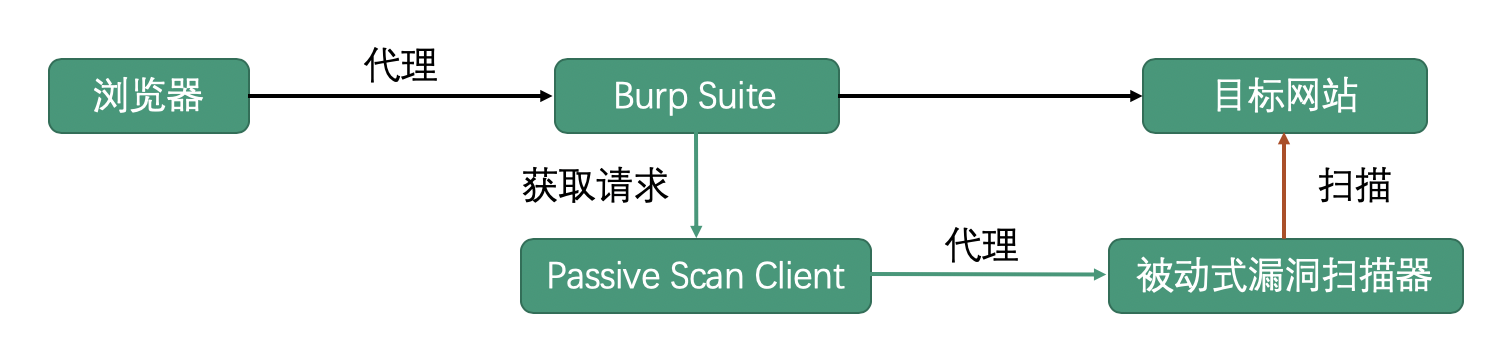 代理
浏览器
Burp Suite
目标网站
获取请求
扫描
代理
Passive Scan Client
被动式漏洞扫描器